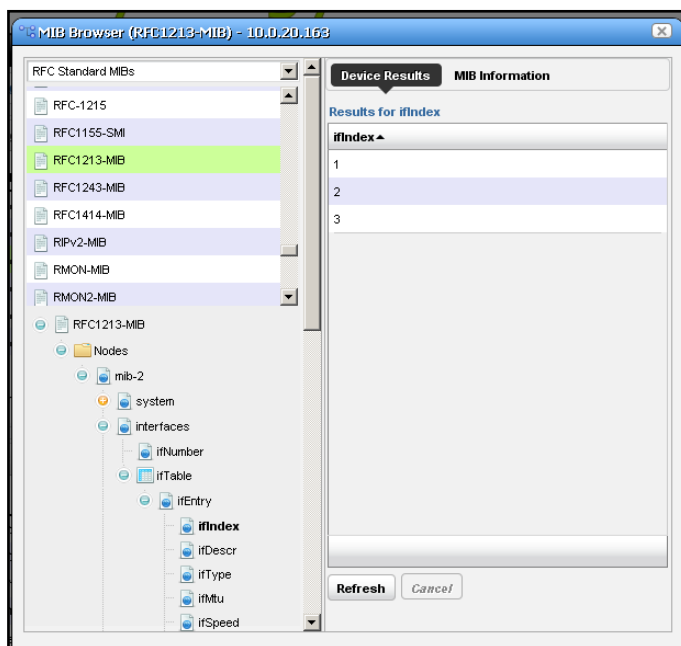 MIB Browser (RFC1213-MIB) - 10.0.20.163
RFC Standard MIBs
RFC-1215
RFC1155-SMI
RFC1213-MIB
RFC1243-MIB
RFC1414-MIB
RIPv2-MIB
RMON-MIB
RMON2-MIB
RFC1213-MIB
Nodes
mib-2
system
interfaces
ifNumber
ifTable
ifEntry
ifIndex
ifDescr
ifType
ifMtu
ifSpeed
Device Results MIB Information
Results for ifIndex
ifIndex
1
2
3
Refresh Cancel